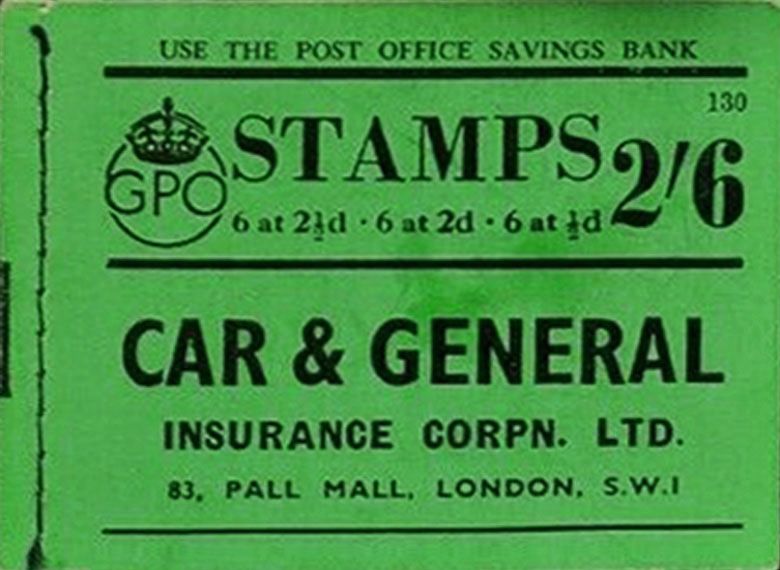 USE THE POST OFFICE SAVINGS BANK
130
GPO
STAMPS 2/6
6 at 2½d · 6 at 2d · 6 at ½d
CAR & GENERAL
INSURANCE CORPN. LTD.
83, PALL MALL, LONDON, S.W.1